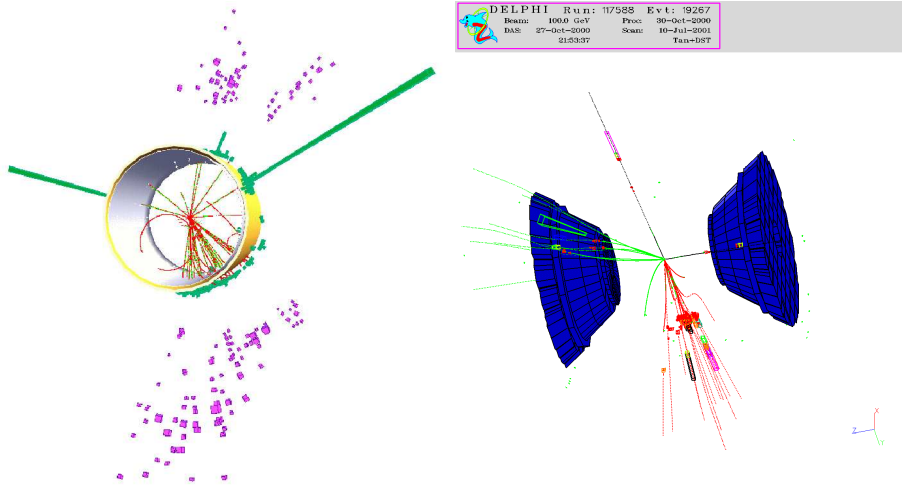 DELPHI Run: 117588 Evt: 19267
Beam: 100.0 GeV Proc: 30-Oct-2000
DAS: 27-Oct-2000 Scan: 10-Jul-2001
21:53:37 Tan+DST
X
Z
Y